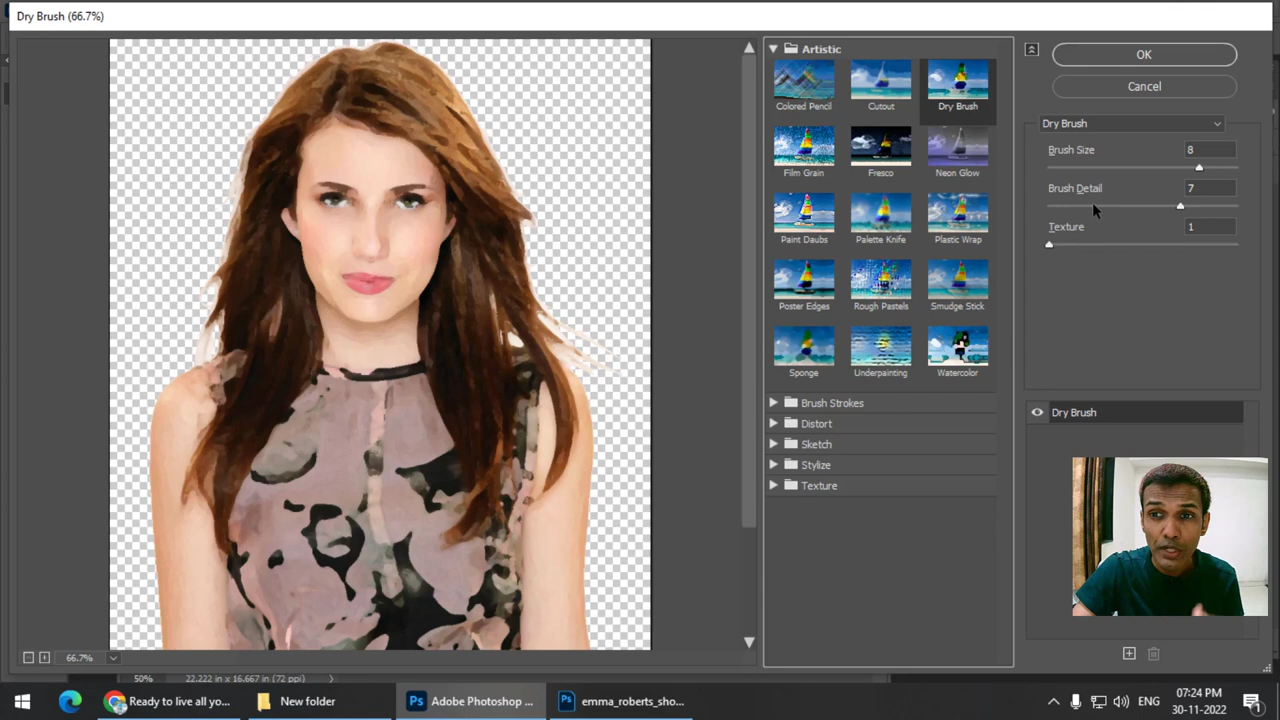 Dry Brush (66.7%)
Artistic
Colored Pencil
Cutout
Dry Brush
Film Grain
Fresco
Neon Glow
Paint Daubs
Palette Knife
Plastic Wrap
Poster Edges
Rough Pastels
Smudge Stick
Sponge
Underpainting
Watercolor
Brush Strokes
Distort
Sketch
Stylize
Texture
OK
Cancel
Dry Brush
Brush Size 8
Brush Detail 7
Texture 1
Dry Brush
66.7%
50% 22.222 in x 16.667 in (72 ppi)
Ready to live all yo...
New folder
Ps Adobe Photoshop ...
Ps emma_roberts_sho...
ENG
07:24 PM
30-11-2022
1